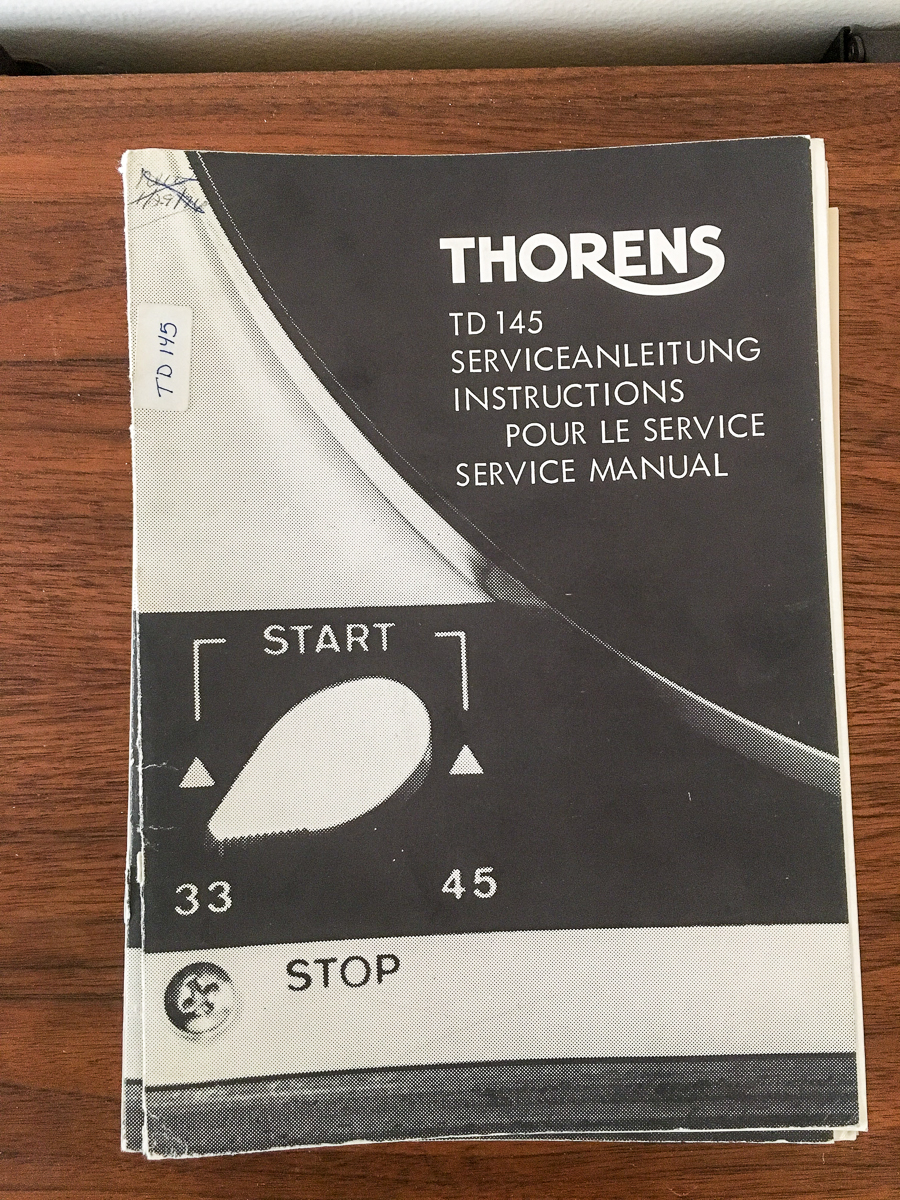 THORENS
TD 145
SERVICEANLEITUNG
INSTRUCTIONS
POUR LE SERVICE
SERVICE MANUAL
TD 145
START
33
45
STOP